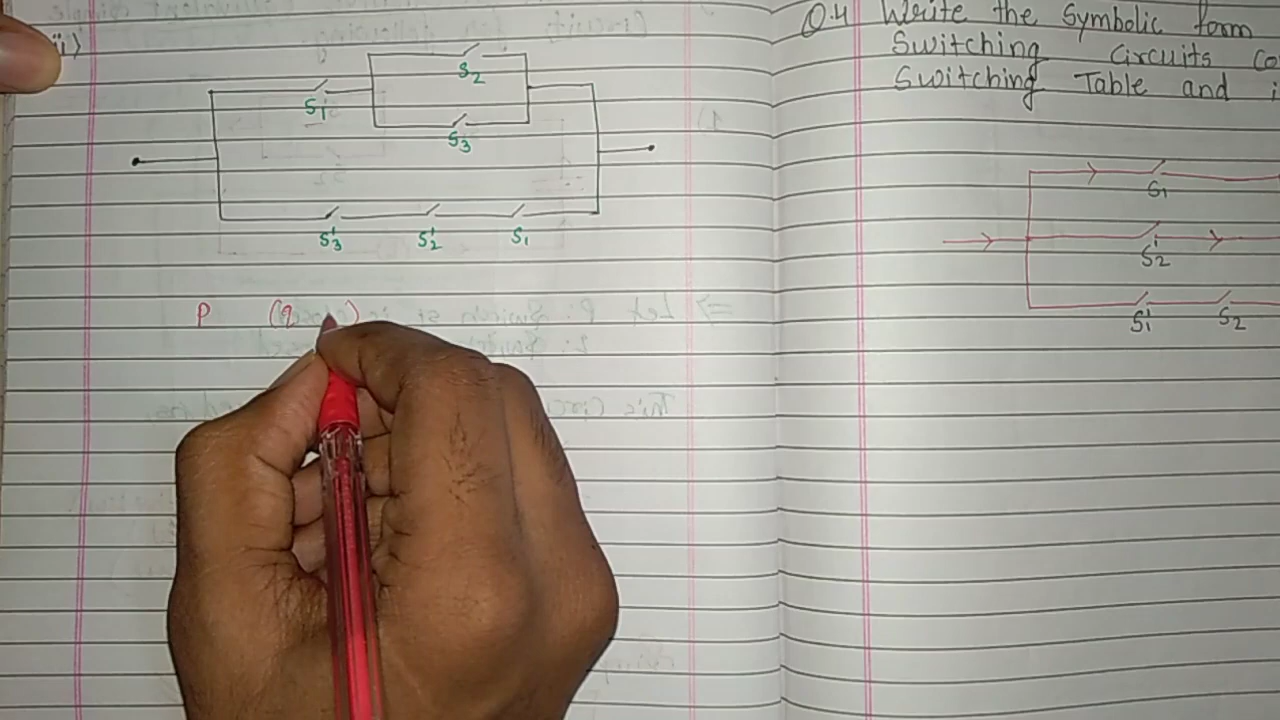 ii)
S'1
S2
S3
S'3 S'2 S1
p (q )
Q.4 Write the Symbolic form
Switching Circuits
Switching Table and
S1
S'2
S'1 S2